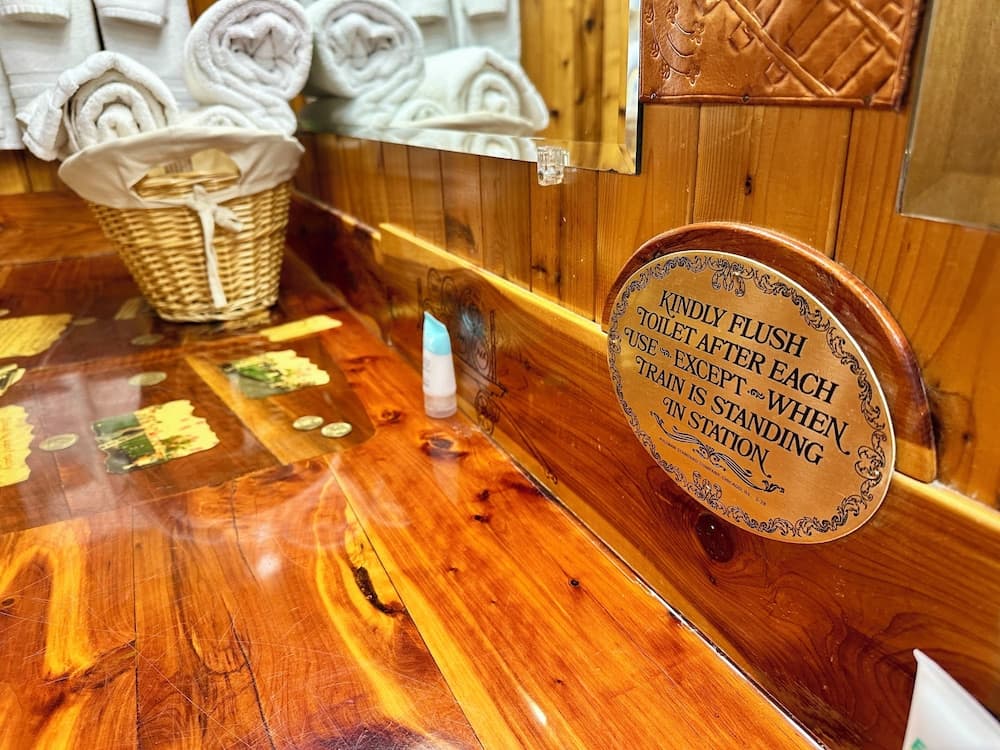 KINDLY FLUSH
TOILET AFTER EACH
USE EXCEPT WHEN
TRAIN IS STANDING
IN STATION